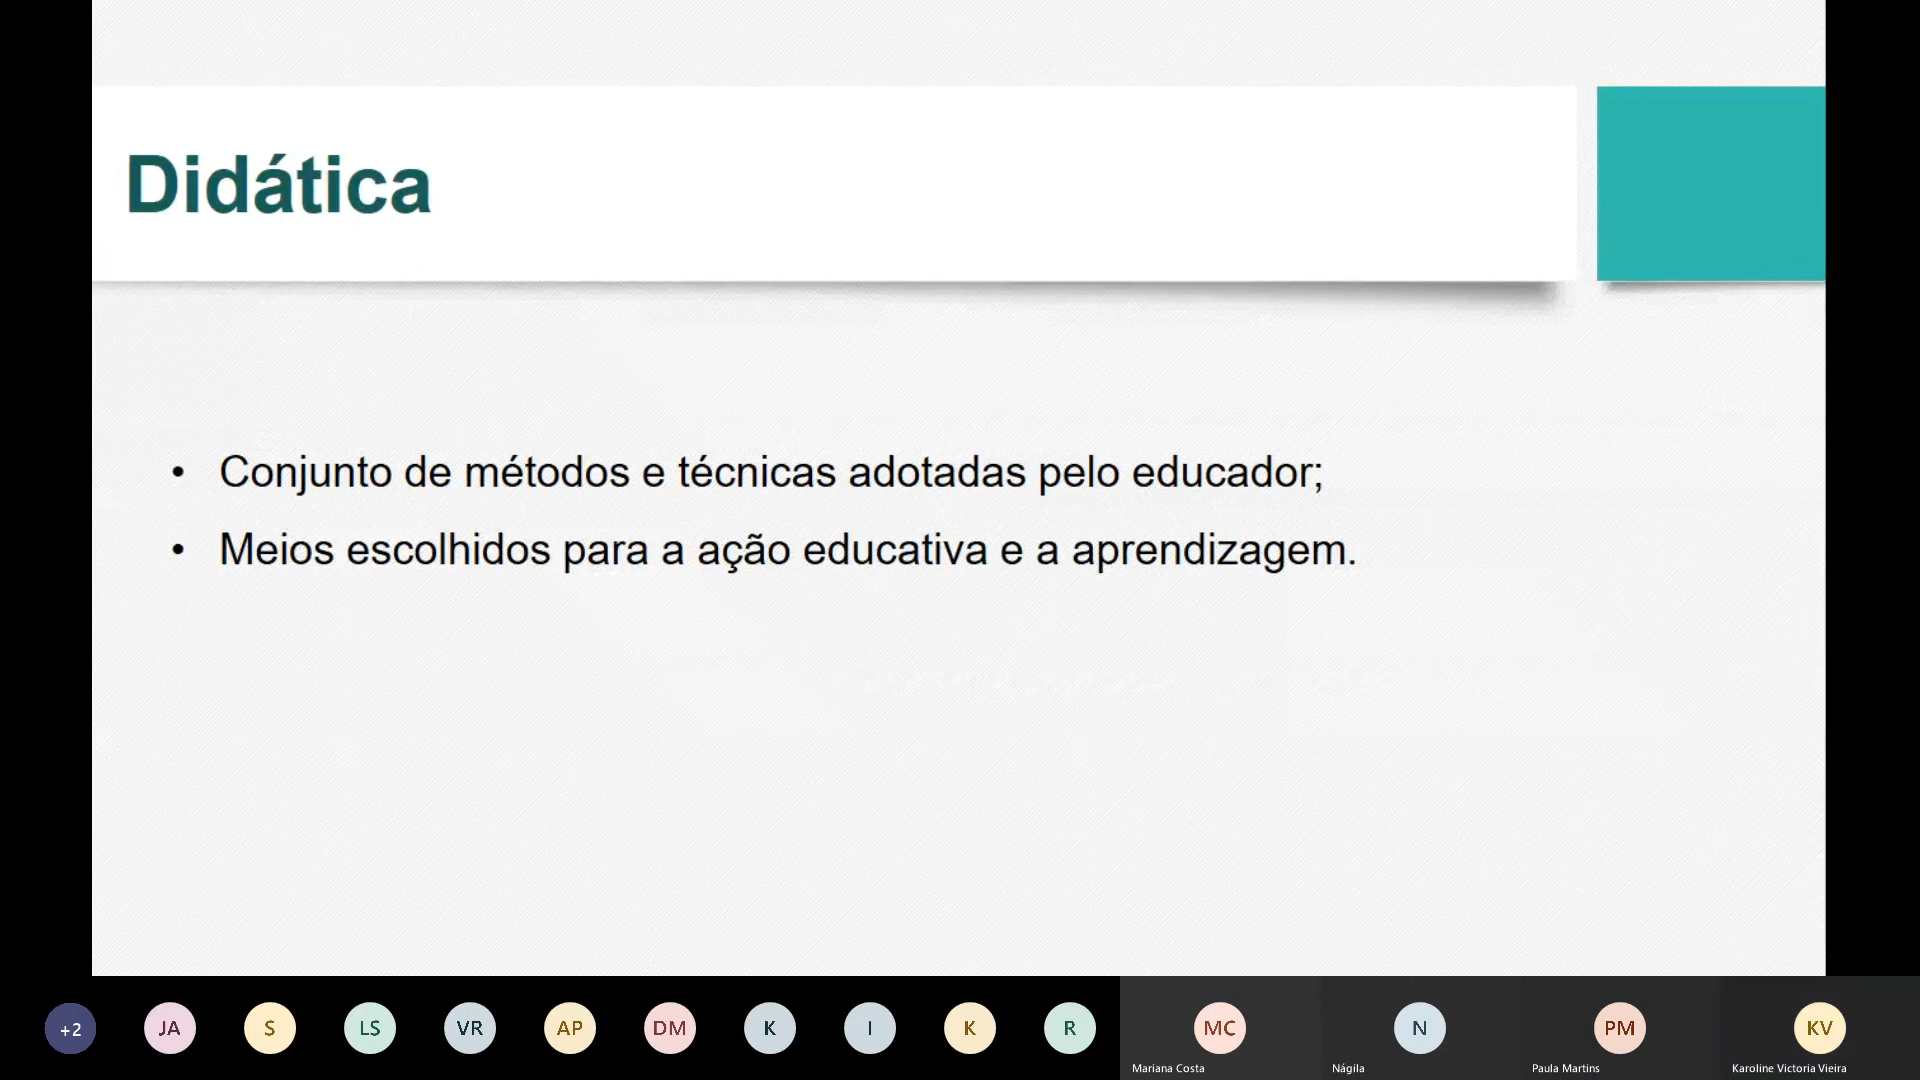 Didática
• Conjunto de métodos e técnicas adotadas pelo educador;
• Meios escolhidos para a ação educativa e a aprendizagem.
+2 JA S LS VR AP DM K I K R MC N PM KV
Mariana Costa Nágila Paula Martins Karoline Victoria Vieira